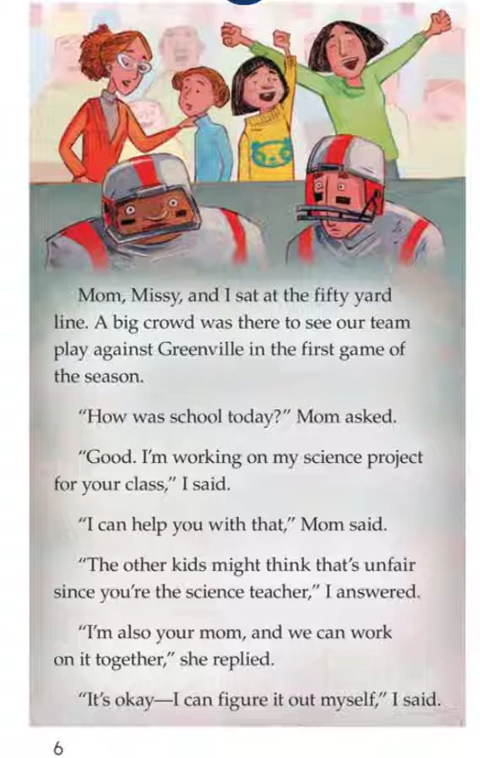 Mom, Missy, and I sat at the fifty yard
line. A big crowd was there to see our team
play against Greenville in the first game of
the season.
“How was school today?” Mom asked.
“Good. I’m working on my science project
for your class,” I said.
“I can help you with that,” Mom said.
“The other kids might think that’s unfair
since you’re the science teacher,” I answered.
“I’m also your mom, and we can work
on it together,” she replied.
“It’s okay—I can figure it out myself,” I said.
6